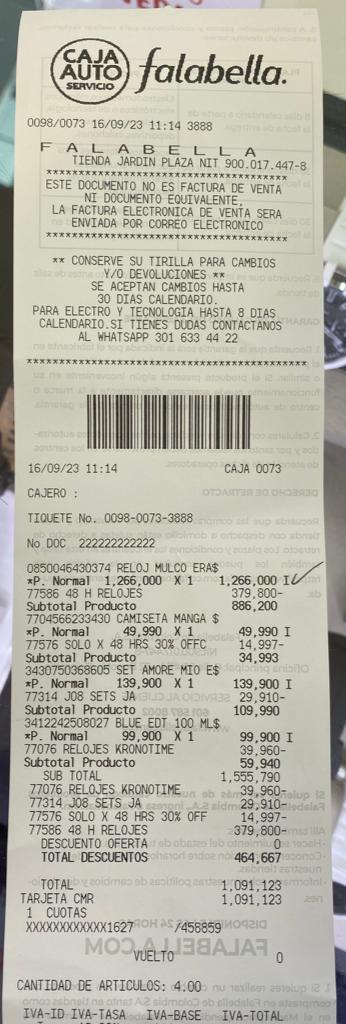 CAJA
AUTO
SERVICIO
falabella.
0098/0073 16/09/23 11:14 3888
F A L A B E L L A
TIENDA JARDIN PLAZA NIT 900.017.447-8
****************************************
ESTE DOCUMENTO NO ES FACTURA DE VENTA
NI DOCUMENTO EQUIVALENTE,
LA FACTURA ELECTRONICA DE VENTA SERA
ENVIADA POR CORREO ELECTRONICO
****************************************
** CONSERVE SU TIRILLA PARA CAMBIOS
Y/O DEVOLUCIONES **
SE ACEPTAN CAMBIOS HASTA
30 DIAS CALENDARIO.
PARA ELECTRO Y TECNOLOGIA HASTA 8 DIAS
CALENDARIO.SI TIENES DUDAS CONTACTANOS
AL WHATSAPP 301 633 44 22
****************************************
16/09/23 11:14 CAJA 0073
CAJERO :
TIQUETE No. 0098-0073-3888
No DOC 222222222222
0850046430374 RELOJ MULCO ERA$
*P. Normal 1,266,000 X 1 1,266,000 I
77586 48 H RELOJES 379,800-
Subtotal Producto 886,200
7704566233430 CAMISETA MANGA $
*P. Normal 49,990 X 1 49,990 I
77576 SOLO X 48 HRS 30% OFFC 14,997-
Subtotal Producto 34,993
3430750368605 SET AMORE MIO E$
*P. Normal 139,900 X 1 139,900 I
77314 J08 SETS JA 29,910-
Subtotal Producto 109,990
3412242508027 BLUE EDT 100 ML$
*P. Normal 99,900 X 1 99,900 I
77076 RELOJES KRONOTIME 39,960-
Subtotal Producto 59,940
SUB TOTAL 1,555,790
77076 RELOJES KRONOTIME 39,960-
77314 J08 SETS JA 29,910-
77576 SOLO X 48 HRS 30% OFF 14,997-
77586 48 H RELOJES 379,800-
DESCUENTO OFERTA 0
TOTAL DESCUENTOS 464,667
TOTAL 1,091,123
TARJETA CMR 1,091,123
1 CUOTAS
XXXXXXXXXXXX1627 /458859
VUELTO 0
CANTIDAD DE ARTICULOS: 4.00
IVA-ID IVA-TASA IVA-BASE IVA-TOTAL